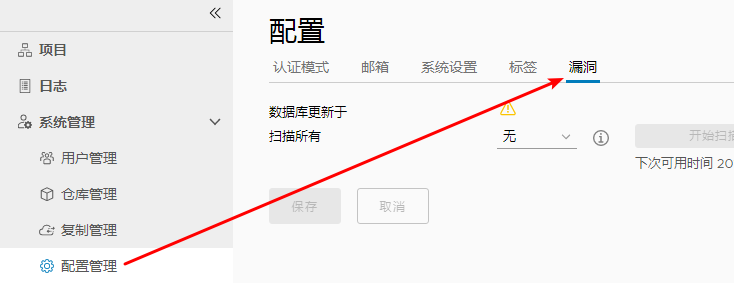 配置
项目
认证模式 邮箱 系统设置 标签 漏洞
日志
数据库更新于
系统管理
扫描所有 无 开始扫
下次可用时间 20
用户管理
仓库管理
保存 取消
复制管理
配置管理